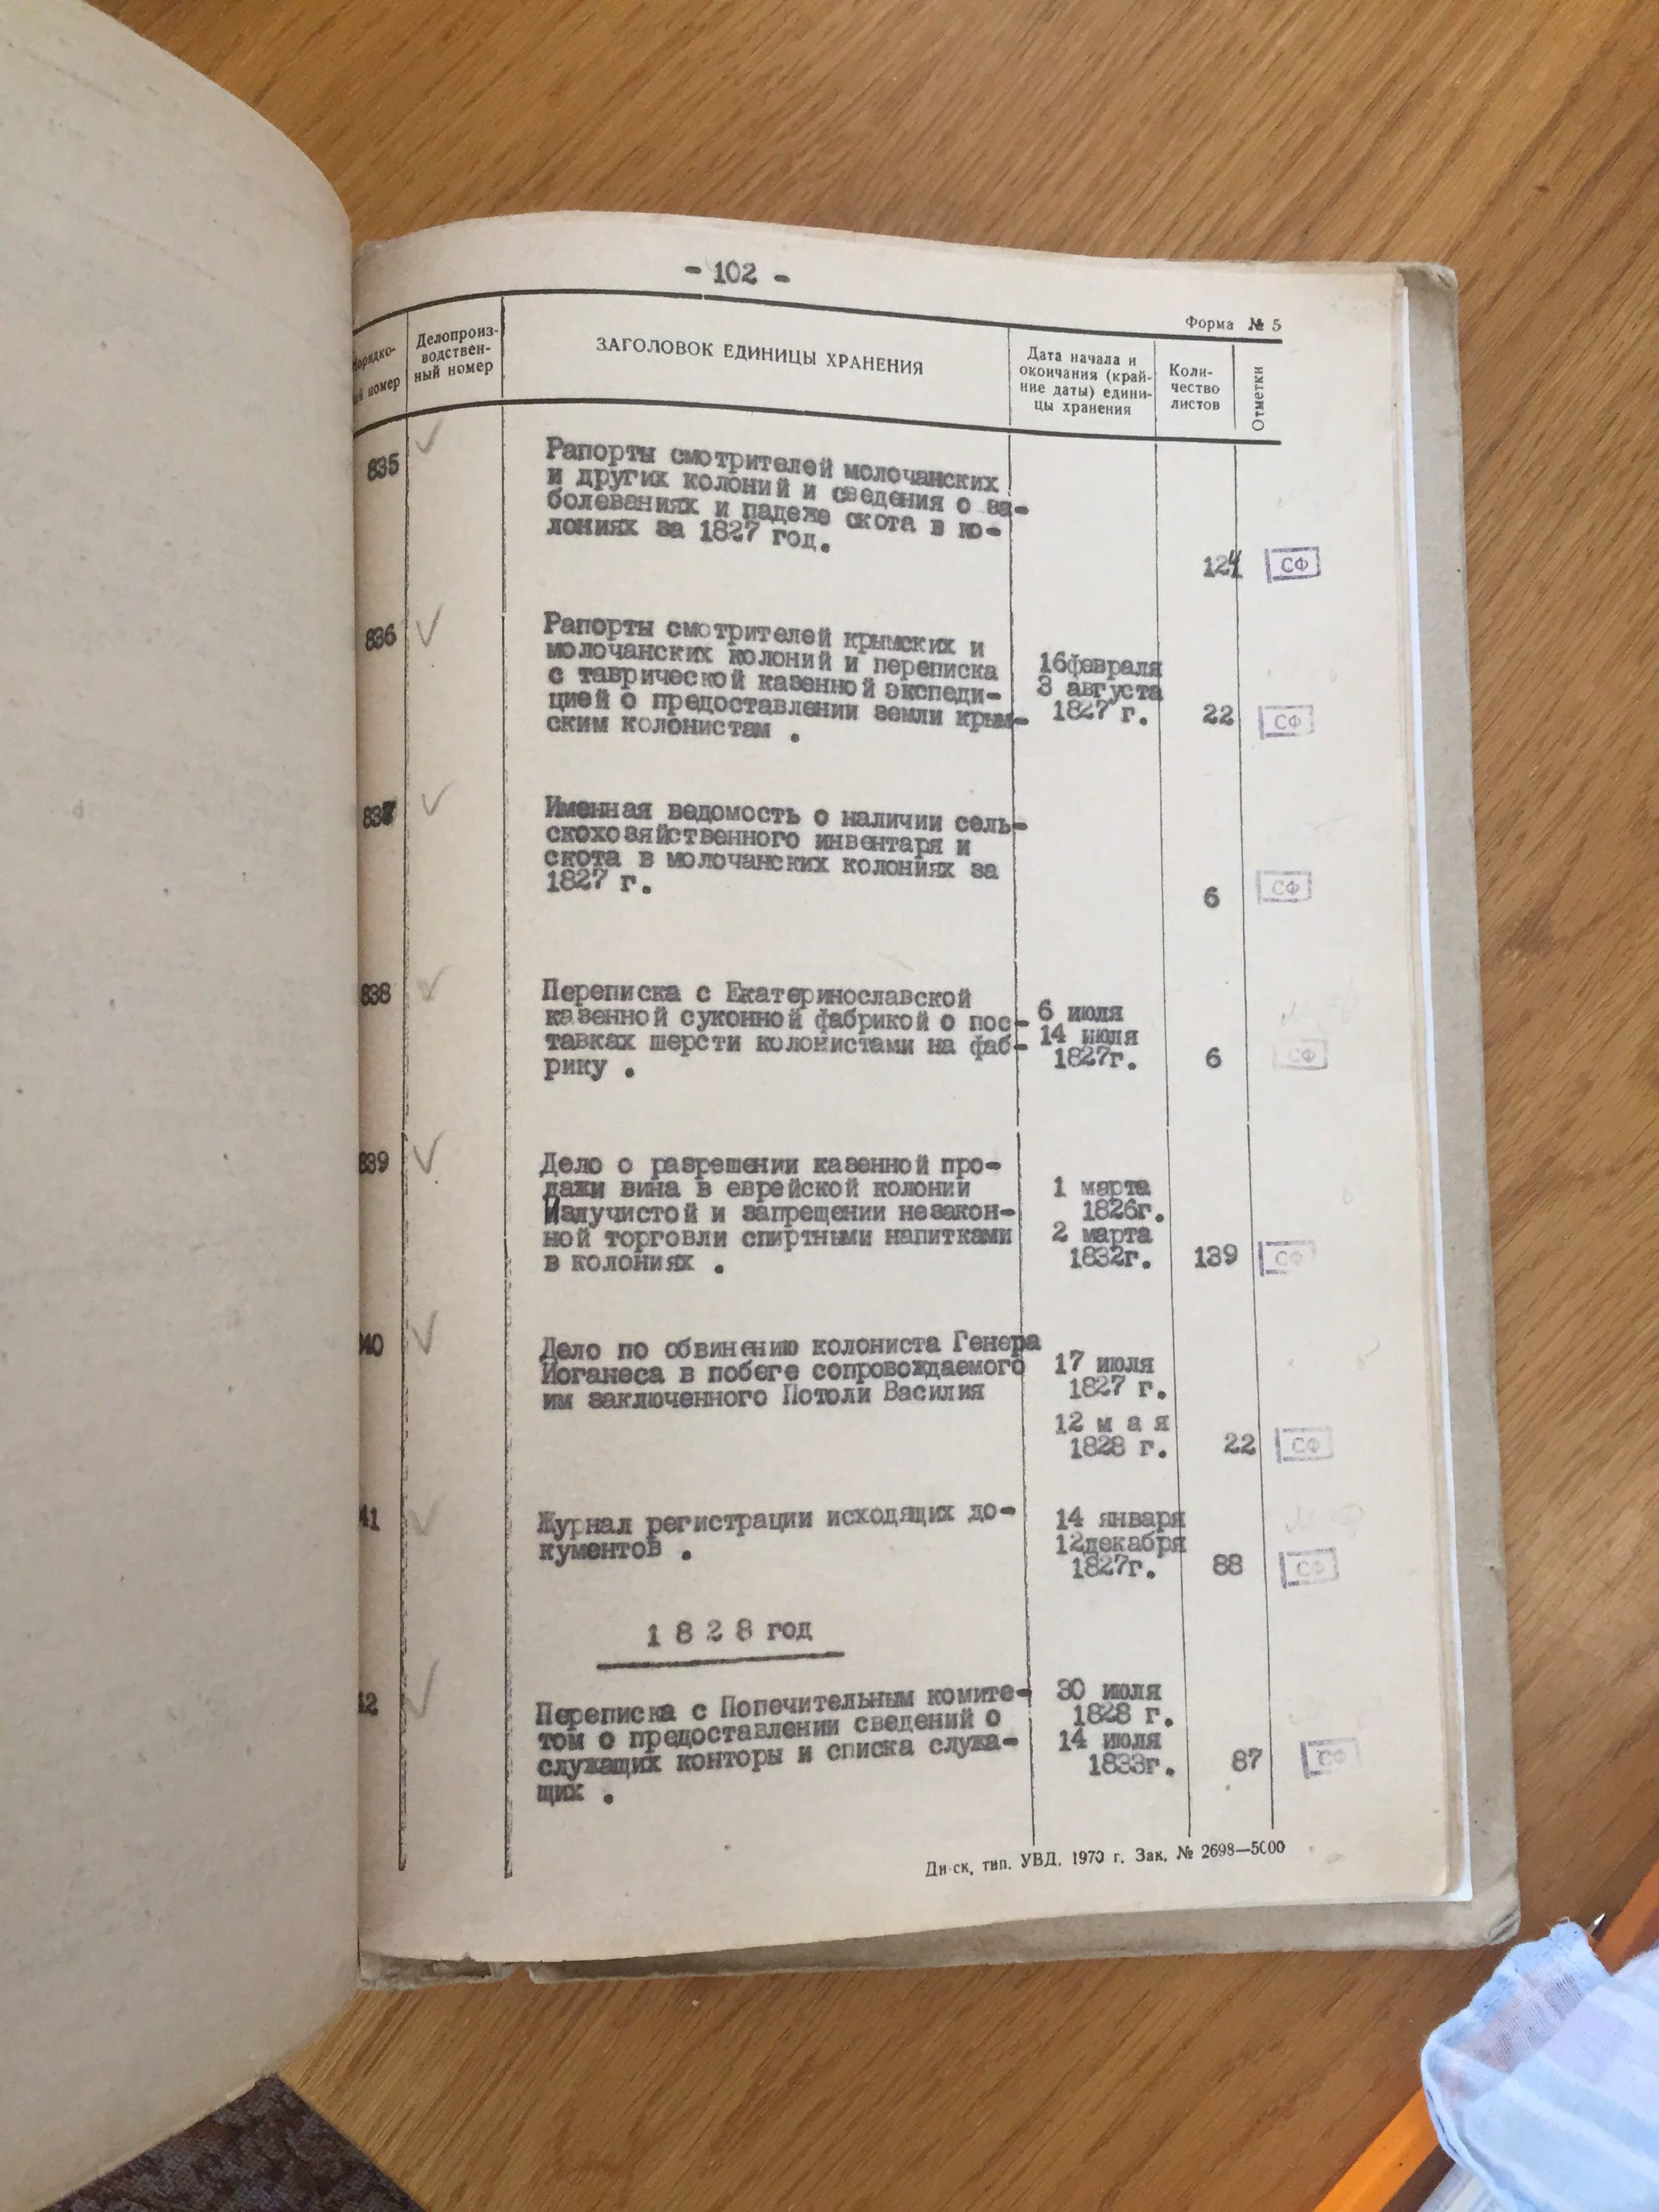 - 102 -
Форма № 5
Порядко-
ый номер
Делопроиз-
водствен-
ный номер
ЗАГОЛОВОК ЕДИНИЦЫ ХРАНЕНИЯ
Дата начала и
окончания (край-
ние даты) едини-
цы хранения
Коли-
чество
листов
Отметки
835
Рапорты смотрителей молочанских
и других колоний и сведения о за-
болеваниях и падеже скота в ко-
лониях за 1827 год.
124
СФ
836
Рапорты смотрителей крымских и
молочанских колоний и переписка
с таврической казенной экспеди-
цией о предоставлении земли крым-
ским колонистам .
16февраля
3 августа
1827 г.
22
СФ
837
Именная ведомость о наличии сель-
скохозяйственного инвентаря и
скота в молочанских колониях за
1827 г.
6
СФ
838
Переписка с Екатеринославской
казенной суконной фабрикой о пос-
тавках шерсти колонистами на фаб-
рику .
6 июля
14 июля
1827г.
6
СФ
839
Дело о разрешении казенной про-
дажи вина в еврейской колонии
Излучистой и запрещении незакон-
ной торговли спиртными напитками
в колониях .
1 марта
1826г.
2 марта
1832г.
139
СФ
40
Дело по обвинению колониста Генера
Иоганеса в побеге сопровождаемого
им заключенного Потоли Василия
17 июля
1827 г.
12 м а я
1828 г.
22
СФ
41
Журнал регистрации исходящих до-
кументов .
14 января
12декабря
1827г.
88
СФ
1 8 2 8 год
42
Переписка с Попечительным комите-
том о предоставлении сведений о
служащих конторы и списка служа-
щих .
30 июля
1828 г.
14 июля
1833г.
87
СФ
Дн-ск, тип. УВД. 1970 г. Зак. № 2698—5000